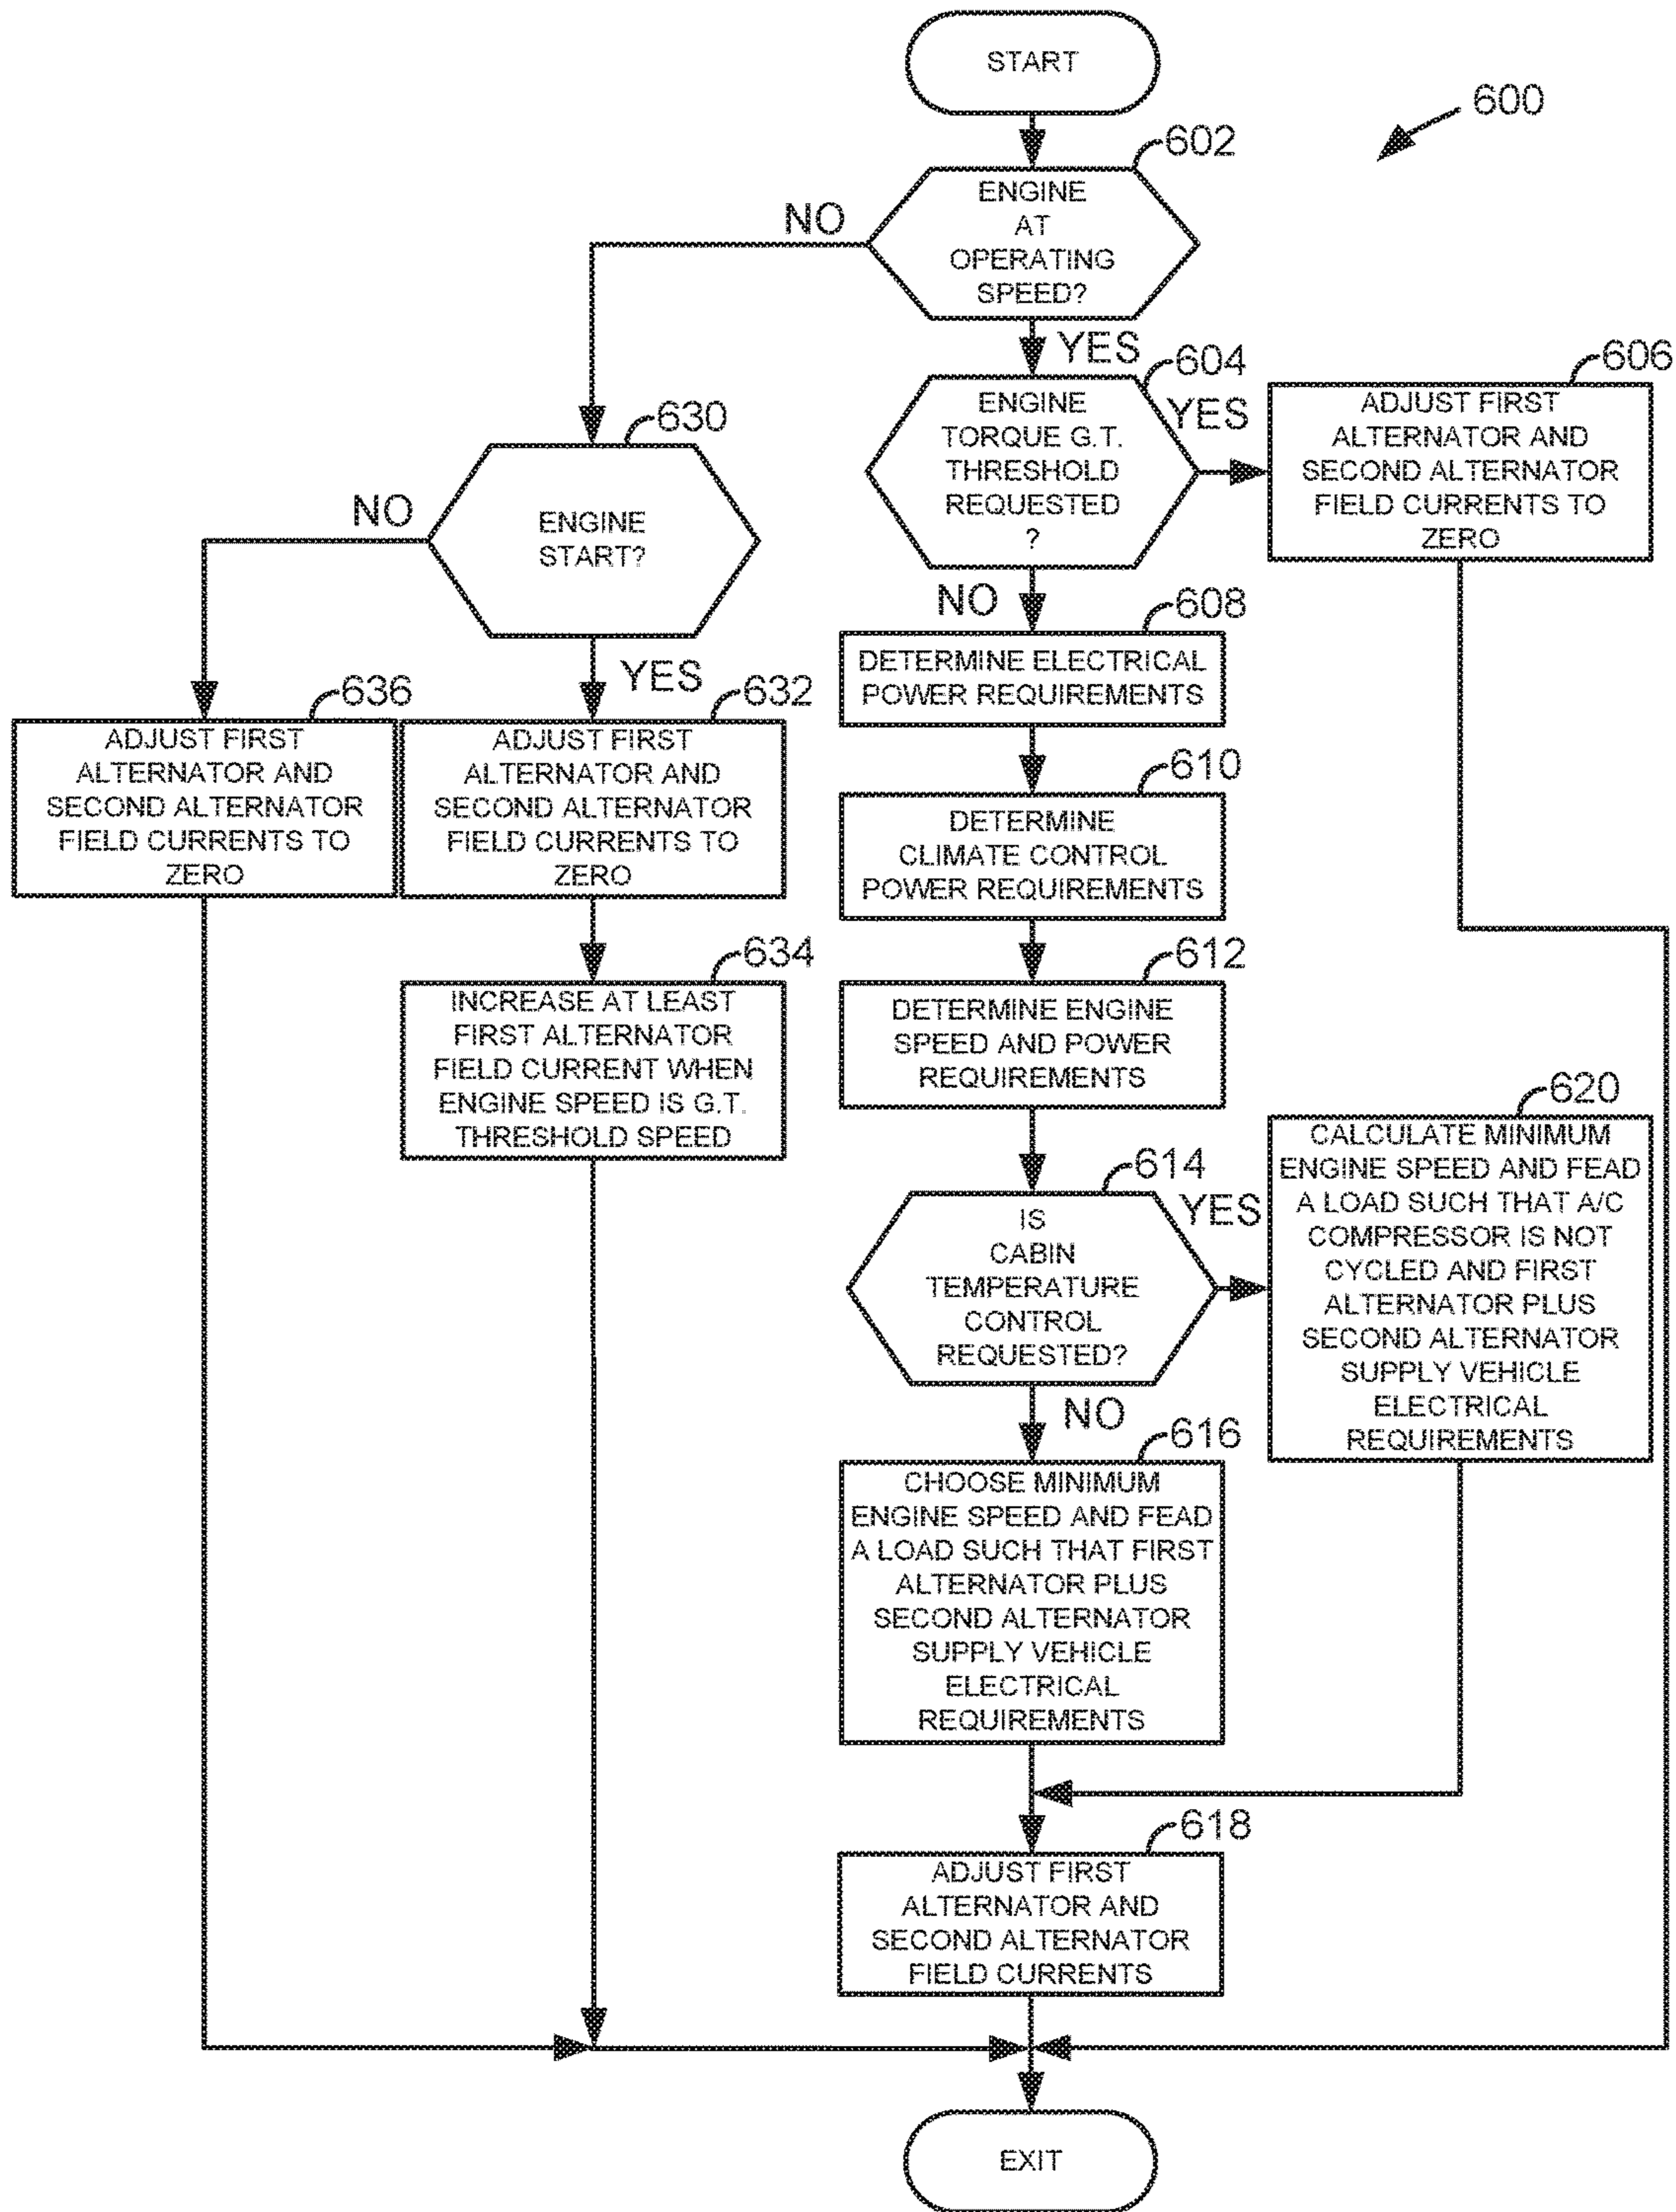 START
600
602
ENGINE
AT
OPERATING
SPEED?
NO
YES
604
ENGINE
TORQUE G.T.
THRESHOLD
REQUESTED
?
YES
606
ADJUST FIRST
ALTERNATOR AND
SECOND ALTERNATOR
FIELD CURRENTS TO
ZERO
630
ENGINE
START?
NO
YES
636
ADJUST FIRST
ALTERNATOR AND
SECOND ALTERNATOR
FIELD CURRENTS TO
ZERO
632
ADJUST FIRST
ALTERNATOR AND
SECOND ALTERNATOR
FIELD CURRENTS TO
ZERO
634
INCREASE AT LEAST
FIRST ALTERNATOR
FIELD CURRENT WHEN
ENGINE SPEED IS G.T.
THRESHOLD SPEED
NO
608
DETERMINE ELECTRICAL
POWER REQUIREMENTS
610
DETERMINE
CLIMATE CONTROL
POWER REQUIREMENTS
612
DETERMINE ENGINE
SPEED AND POWER
REQUIREMENTS
614
IS
CABIN
TEMPERATURE
CONTROL
REQUESTED?
YES
620
CALCULATE MINIMUM
ENGINE SPEED AND FEAD
A LOAD SUCH THAT A/C
COMPRESSOR IS NOT
CYCLED AND FIRST
ALTERNATOR PLUS
SECOND ALTERNATOR
SUPPLY VEHICLE
ELECTRICAL
REQUIREMENTS
NO
616
CHOOSE MINIMUM
ENGINE SPEED AND FEAD
A LOAD SUCH THAT FIRST
ALTERNATOR PLUS
SECOND ALTERNATOR
SUPPLY VEHICLE
ELECTRICAL
REQUIREMENTS
618
ADJUST FIRST
ALTERNATOR AND
SECOND ALTERNATOR
FIELD CURRENTS
EXIT